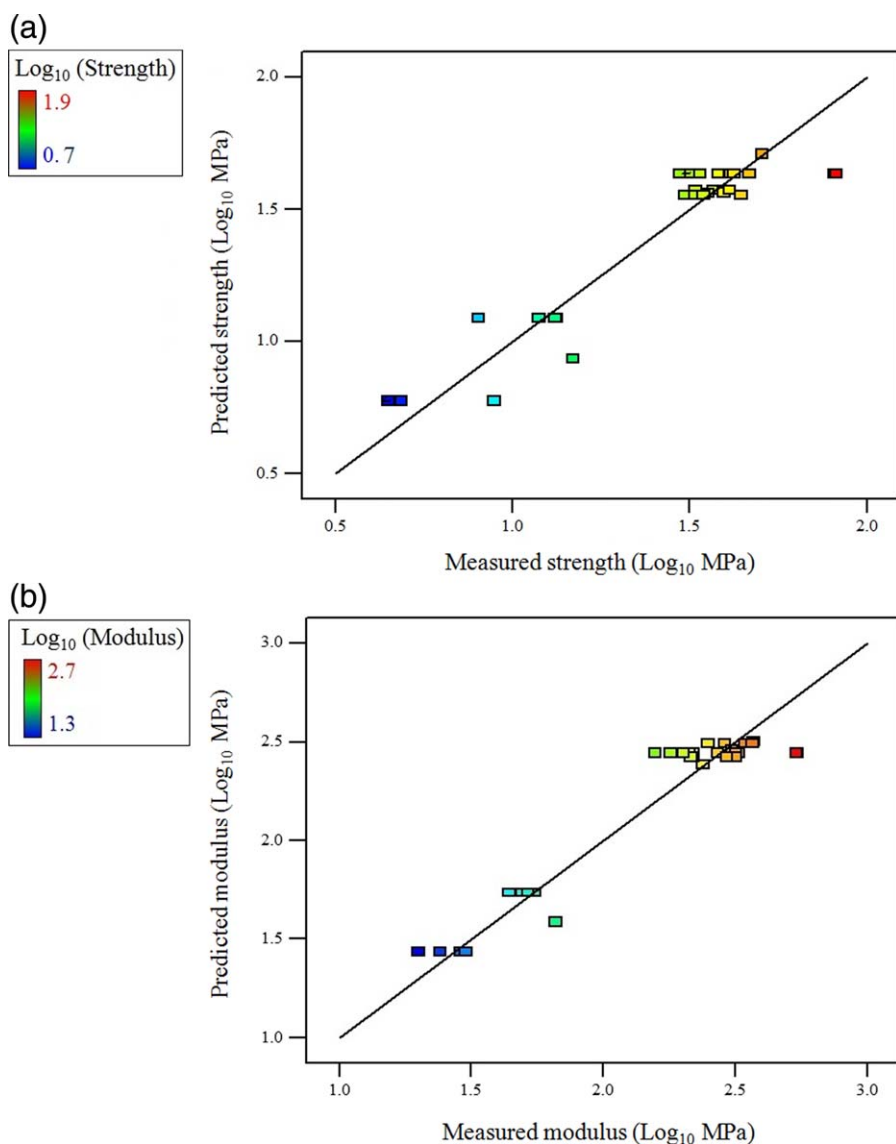 (a)
Log₁₀ (Strength)
1.9
0.7
Predicted strength (Log₁₀ MPa)
2.0
1.5
1.0
0.5
0.5 1.0 1.5 2.0
Measured strength (Log₁₀ MPa)
(b)
Log₁₀ (Modulus)
2.7
1.3
Predicted modulus (Log₁₀ MPa)
3.0
2.5
2.0
1.5
1.0
1.0 1.5 2.0 2.5 3.0
Measured modulus (Log₁₀ MPa)